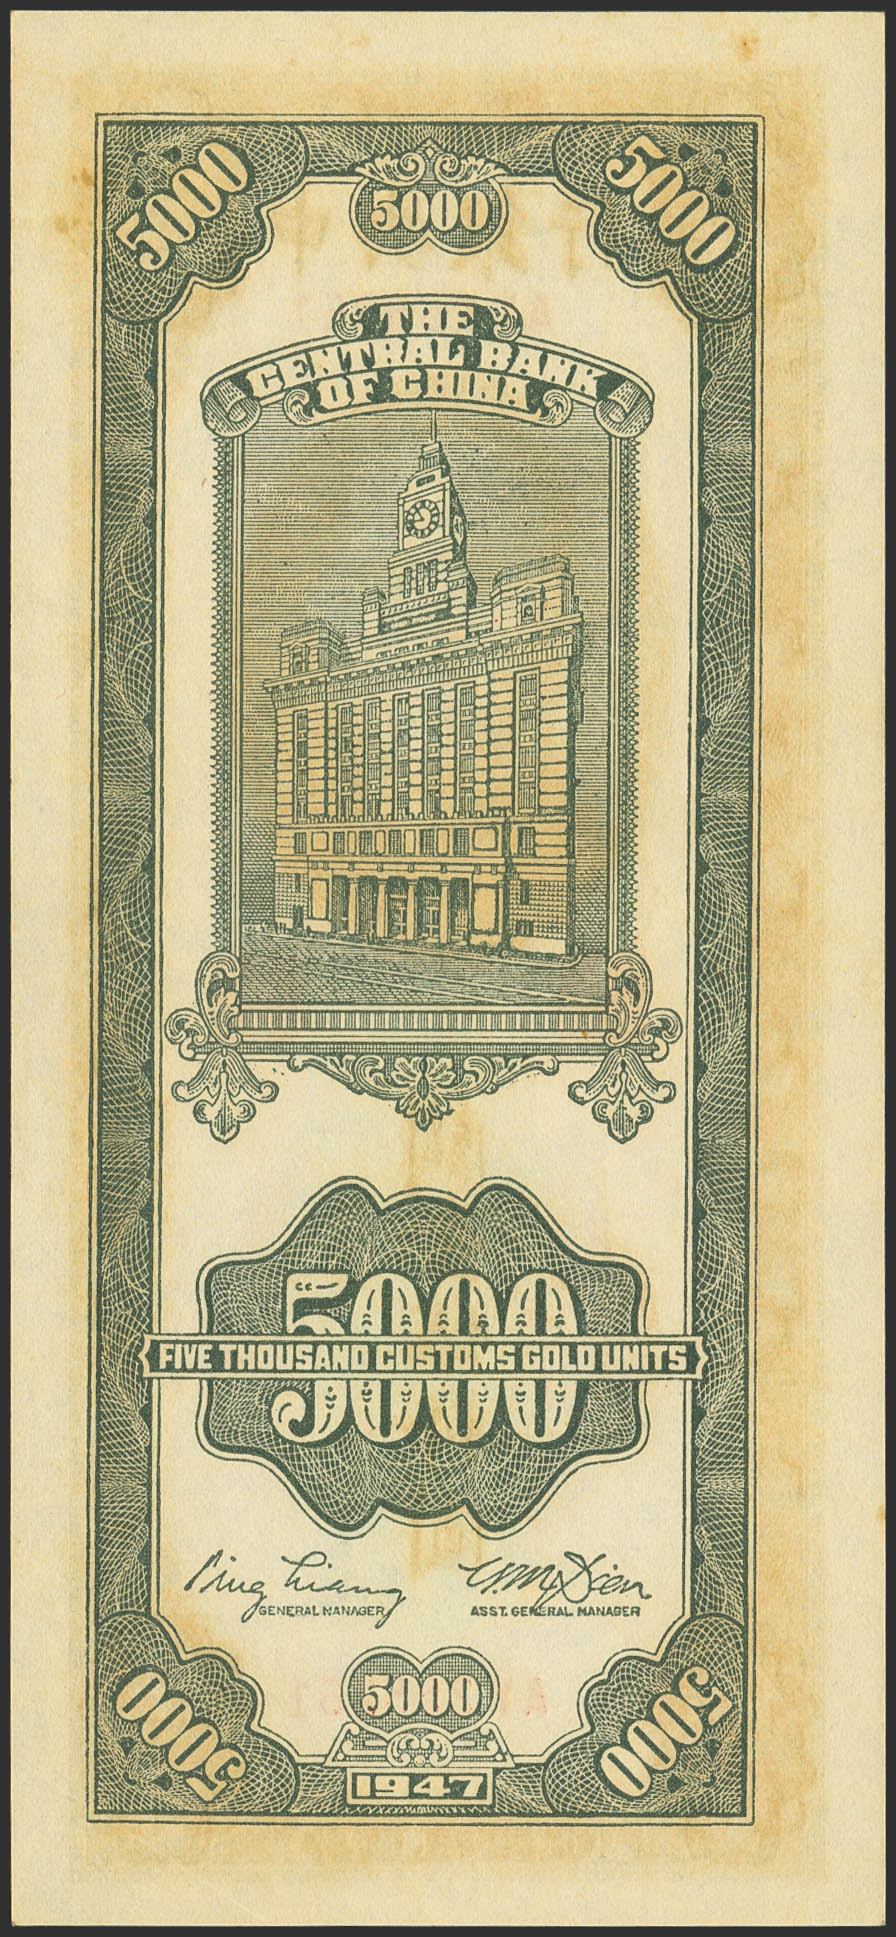 5000 5000 5000
THE
CENTRAL BANK
OF CHINA
5000
FIVE THOUSAND CUSTOMS GOLD UNITS
GENERAL MANAGER ASST. GENERAL MANAGER
5000 5000 5000
1947